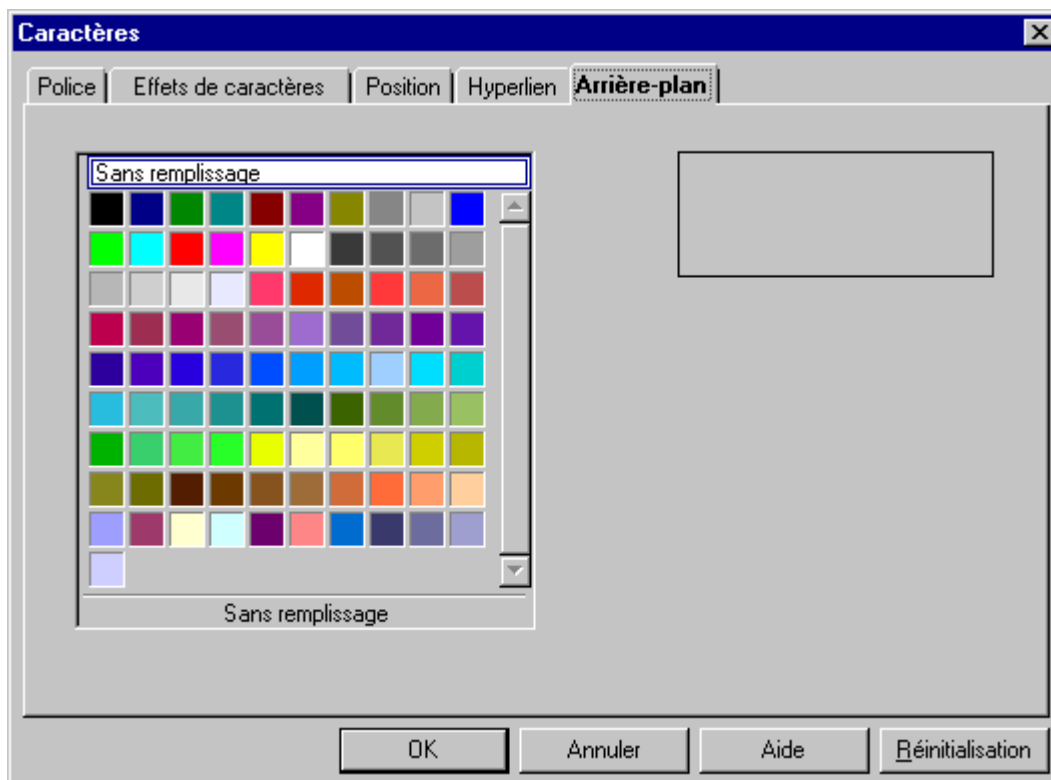 Caractères
Police Effets de caractères Position Hyperlien Arrière-plan
Sans remplissage
Sans remplissage
OK Annuler Aide Réinitialisation